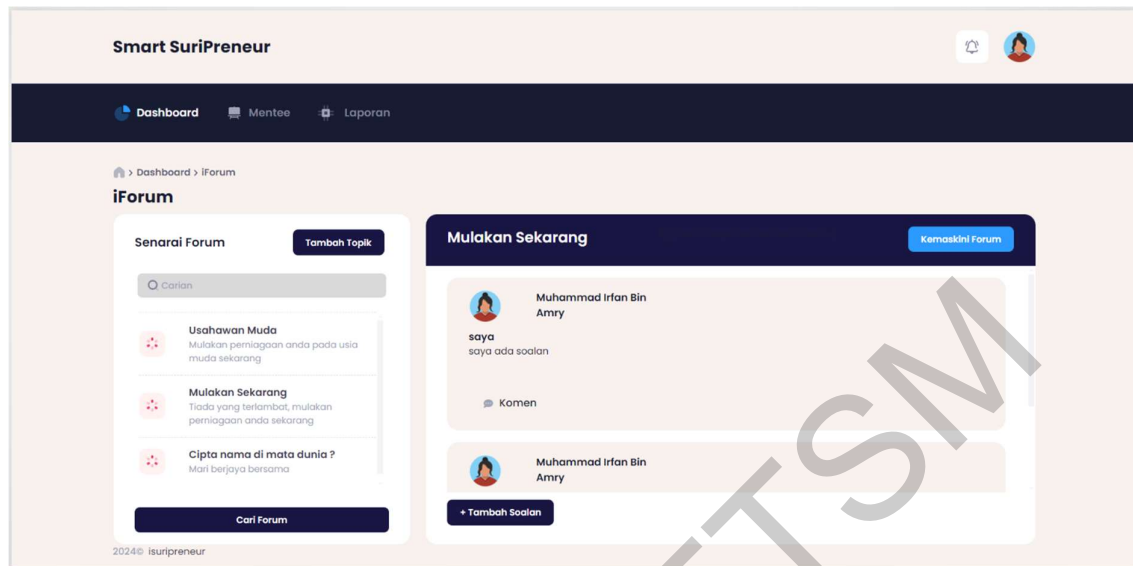 Smart SuriPreneur
Dashboard
Mentee
Laporan
> Dashboard > iForum
iForum
Senarai Forum
Tambah Topik
Carian
Usahawan Muda
Mulakan perniagaan anda pada usia
muda sekarang
Mulakan Sekarang
Tiada yang terlambat, mulakan
perniagaan anda sekarang
Cipta nama di mata dunia ?
Mari berjaya bersama
Cari Forum
Mulakan Sekarang
Kemaskini Forum
Muhammad Irfan Bin
Amry
saya
saya ada soalan
Komen
Muhammad Irfan Bin
Amry
+ Tambah Soalan
2024© isuripreneur
TSM